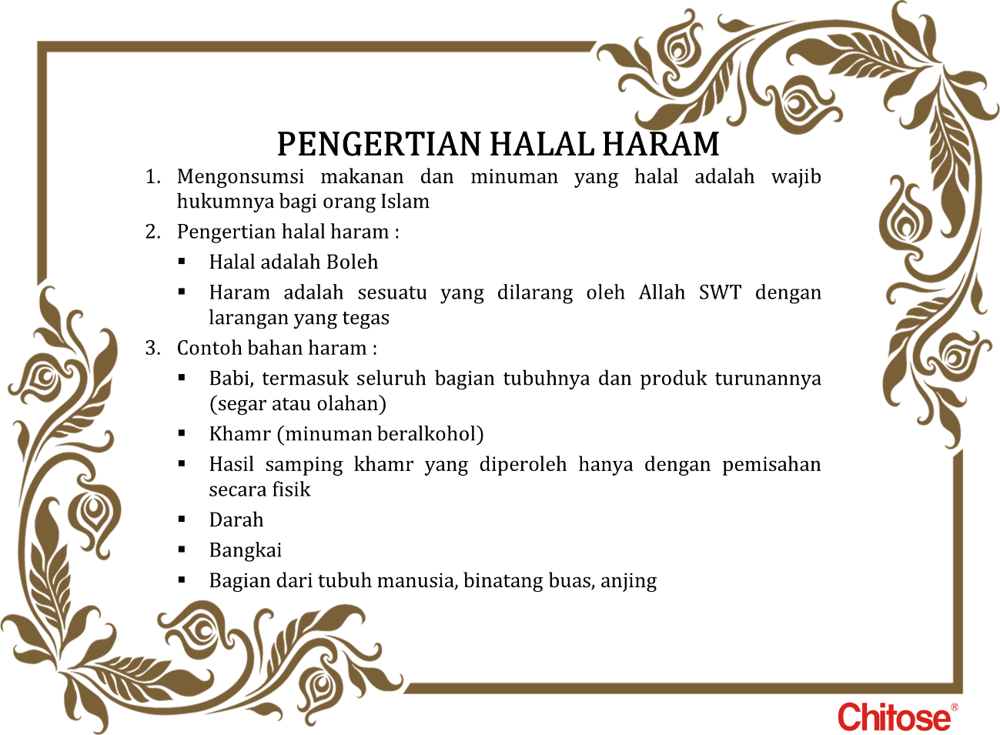 PENGERTIAN HALAL HARAM
1. Mengonsumsi makanan dan minuman yang halal adalah wajib
hukumnya bagi orang Islam
2. Pengertian halal haram :
▪ Halal adalah Boleh
▪ Haram adalah sesuatu yang dilarang oleh Allah SWT dengan
larangan yang tegas
3. Contoh bahan haram :
▪ Babi, termasuk seluruh bagian tubuhnya dan produk turunannya
(segar atau olahan)
▪ Khamr (minuman beralkohol)
▪ Hasil samping khamr yang diperoleh hanya dengan pemisahan
secara fisik
▪ Darah
▪ Bangkai
▪ Bagian dari tubuh manusia, binatang buas, anjing
Chitose®